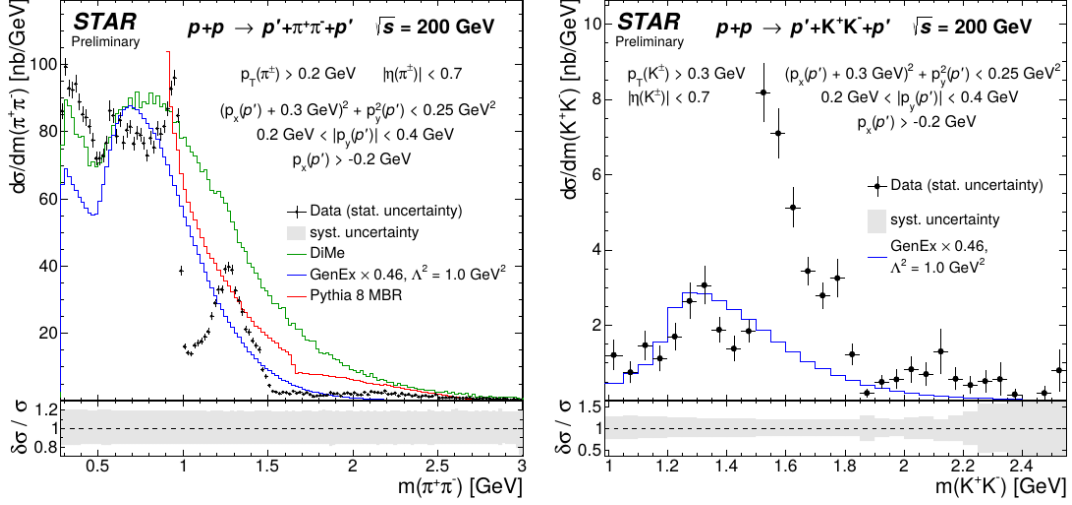 STAR
Preliminary
p+p → p′+π⁺π⁻+p′ √s = 200 GeV
p_T(π±) > 0.2 GeV |η(π±)| < 0.7
(p_x(p′) + 0.3 GeV)² + p_y²(p′) < 0.25 GeV²
0.2 GeV < |p_y(p′)| < 0.4 GeV
p_x(p′) > -0.2 GeV
Data (stat. uncertainty)
syst. uncertainty
DiMe
GenEx × 0.46, Λ² = 1.0 GeV²
Pythia 8 MBR
dσ/dm(π⁺π⁻) [nb/GeV]
100
80
60
40
20
δσ / σ
1.2
1
0.8
0.5 1 1.5 2 2.5 3
m(π⁺π⁻) [GeV]
STAR
Preliminary
p+p → p′+K⁺K⁻+p′ √s = 200 GeV
p_T(K±) > 0.3 GeV
|η(K±)| < 0.7
(p_x(p′) + 0.3 GeV)² + p_y²(p′) < 0.25 GeV²
0.2 GeV < |p_y(p′)| < 0.4 GeV
p_x(p′) > -0.2 GeV
Data (stat. uncertainty)
syst. uncertainty
GenEx × 0.46,
Λ² = 1.0 GeV²
dσ/dm(K⁺K⁻) [nb/GeV]
10
8
6
4
2
δσ / σ
1.5
1
0.5
1 1.2 1.4 1.6 1.8 2 2.2 2.4
m(K⁺K⁻) [GeV]